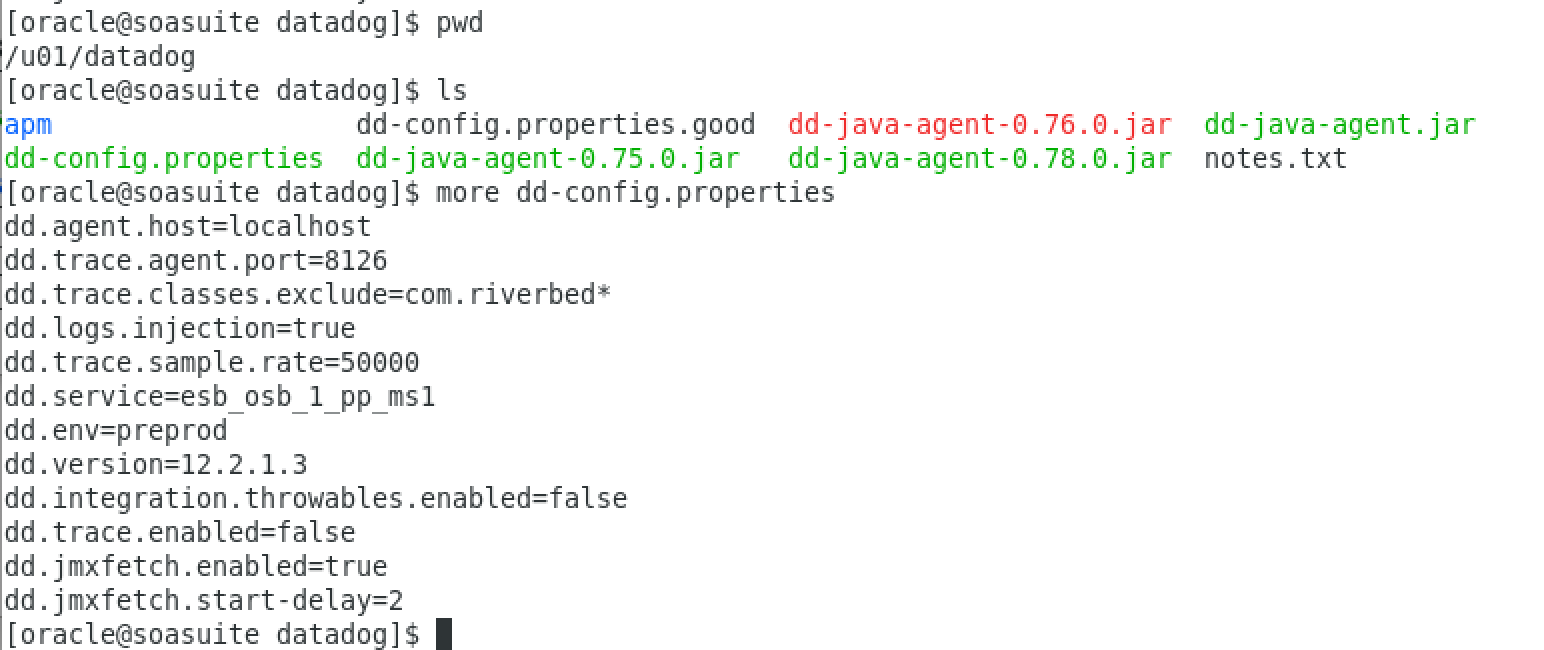 [oracle@soasuite datadog]$ pwd
/u01/datadog
[oracle@soasuite datadog]$ ls
apm                   dd-config.properties.good  dd-java-agent-0.76.0.jar  dd-java-agent.jar
dd-config.properties  dd-java-agent-0.75.0.jar   dd-java-agent-0.78.0.jar  notes.txt
[oracle@soasuite datadog]$ more dd-config.properties
dd.agent.host=localhost
dd.trace.agent.port=8126
dd.trace.classes.exclude=com.riverbed*
dd.logs.injection=true
dd.trace.sample.rate=50000
dd.service=esb_osb_1_pp_ms1
dd.env=preprod
dd.version=12.2.1.3
dd.integration.throwables.enabled=false
dd.trace.enabled=false
dd.jmxfetch.enabled=true
dd.jmxfetch.start-delay=2
[oracle@soasuite datadog]$